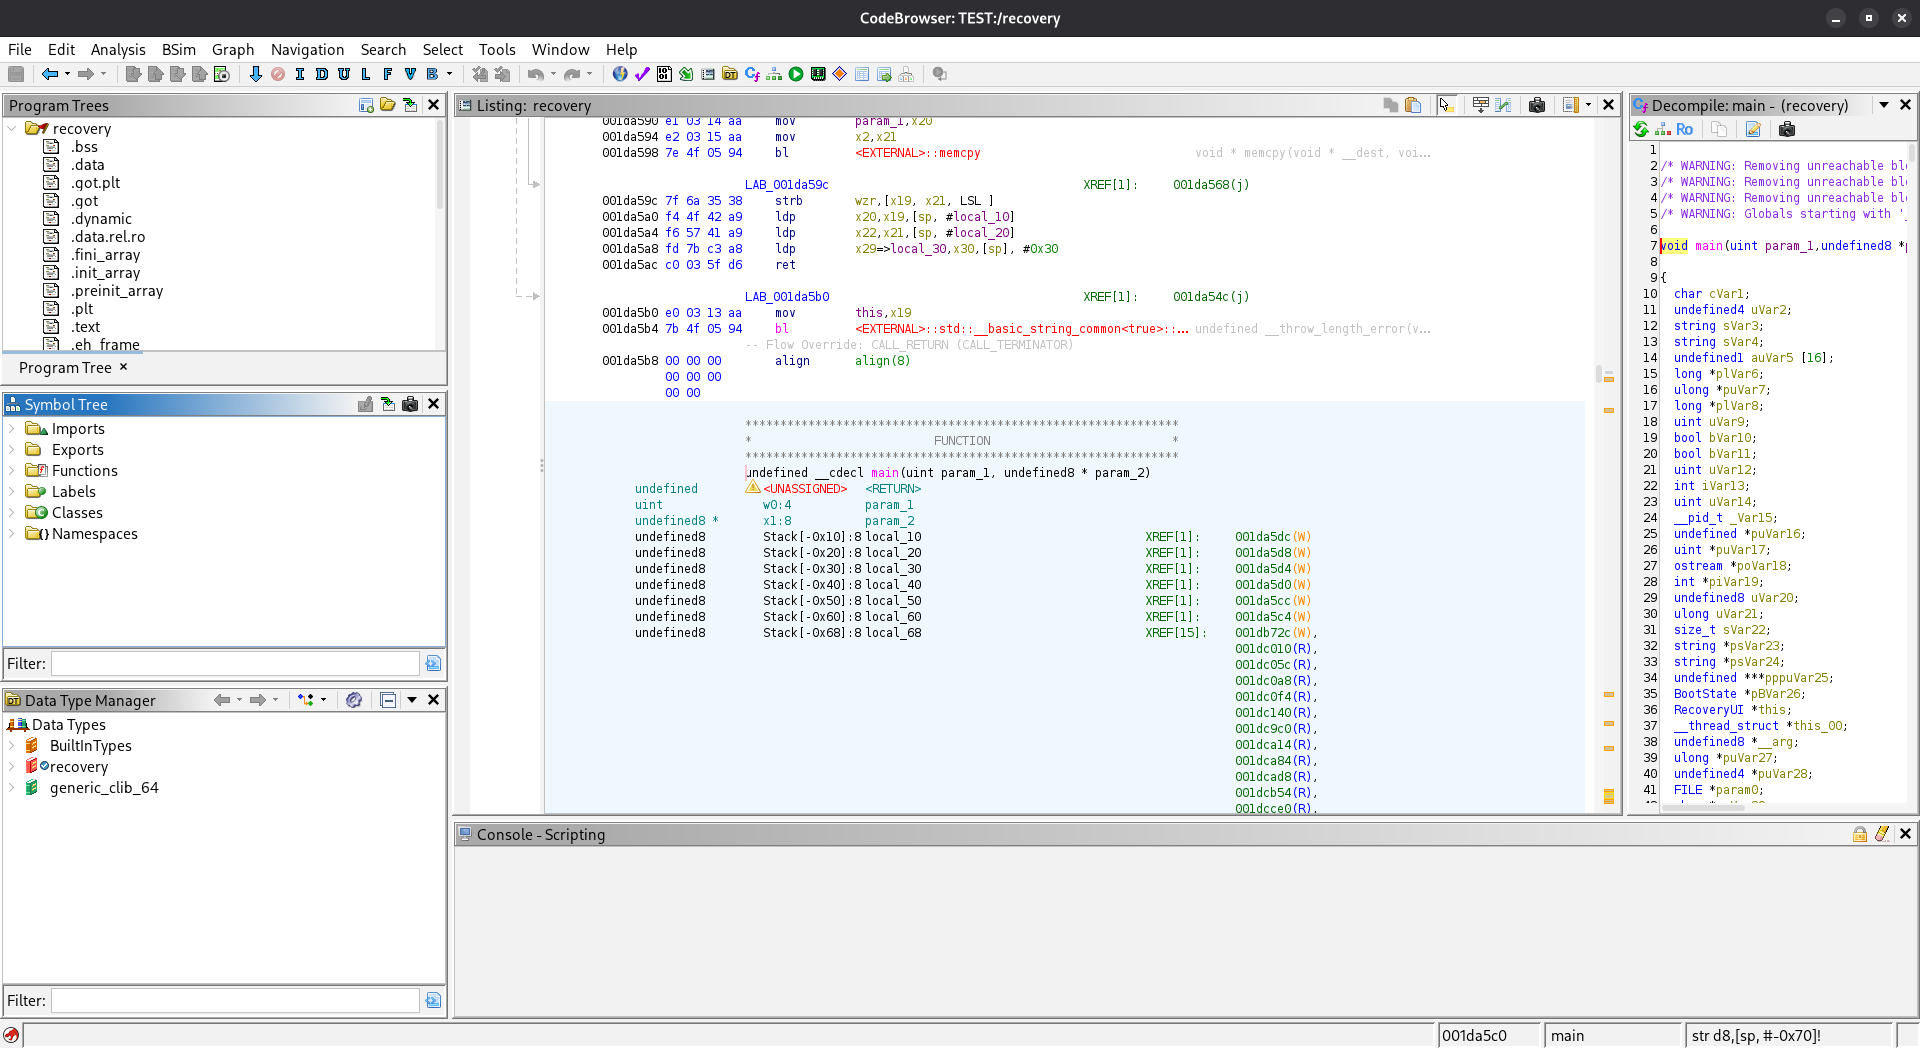 CodeBrowser: TEST:/recovery
File Edit Analysis BSim Graph Navigation Search Select Tools Window Help
I D U L F V B
Program Trees
recovery
.bss
.data
.got.plt
.got
.dynamic
.data.rel.ro
.fini_array
.init_array
.preinit_array
.plt
.text
.eh_frame
Program Tree ×
Symbol Tree
Imports
Exports
Functions
Labels
Classes
Namespaces
Filter:
Data Type Manager
Data Types
BuiltInTypes
recovery
generic_clib_64
Filter:
Listing: recovery
001da590 e1 03 14 aa mov param_1,x20
001da594 e2 03 15 aa mov x2,x21
001da598 7e 4f 05 94 bl <EXTERNAL>::memcpy void * memcpy(void * __dest, voi...
LAB_001da59c XREF[1]: 001da568(j)
001da59c 7f 6a 35 38 strb wzr,[x19, x21, LSL ]
001da5a0 f4 4f 42 a9 ldp x20,x19,[sp, #local_10]
001da5a4 f6 57 41 a9 ldp x22,x21,[sp, #local_20]
001da5a8 fd 7b c3 a8 ldp x29=>local_30,x30,[sp], #0x30
001da5ac c0 03 5f d6 ret
LAB_001da5b0 XREF[1]: 001da54c(j)
001da5b0 e0 03 13 aa mov this,x19
001da5b4 7b 4f 05 94 bl <EXTERNAL>::std::__basic_string_common<true>::... undefined __throw_length_error(v...
-- Flow Override: CALL_RETURN (CALL_TERMINATOR)
001da5b8 00 00 00 align align(8)
00 00 00
00 00
**************************************************************
* FUNCTION *
**************************************************************
undefined __cdecl main(uint param_1, undefined8 * param_2)
undefined <UNASSIGNED> <RETURN>
uint w0:4 param_1
undefined8 * x1:8 param_2
undefined8 Stack[-0x10]:8 local_10 XREF[1]: 001da5dc(W)
undefined8 Stack[-0x20]:8 local_20 XREF[1]: 001da5d8(W)
undefined8 Stack[-0x30]:8 local_30 XREF[1]: 001da5d4(W)
undefined8 Stack[-0x40]:8 local_40 XREF[1]: 001da5d0(W)
undefined8 Stack[-0x50]:8 local_50 XREF[1]: 001da5cc(W)
undefined8 Stack[-0x60]:8 local_60 XREF[1]: 001da5c4(W)
undefined8 Stack[-0x68]:8 local_68 XREF[15]: 001db72c(W),
001dc010(R),
001dc05c(R),
001dc0a8(R),
001dc0f4(R),
001dc140(R),
001dc9c0(R),
001dca14(R),
001dca84(R),
001dcad8(R),
001dcb54(R),
001dcce0(R),
Decompile: main - (recovery)
Ro
1
2 /* WARNING: Removing unreachable bl
3 /* WARNING: Removing unreachable bl
4 /* WARNING: Removing unreachable bl
5 /* WARNING: Globals starting with '_
6
7 void main(uint param_1,undefined8 *p
8
9 {
10 char cVar1;
11 undefined4 uVar2;
12 string sVar3;
13 string sVar4;
14 undefined1 auVar5 [16];
15 long *plVar6;
16 ulong *puVar7;
17 long *plVar8;
18 uint uVar9;
19 bool bVar10;
20 bool bVar11;
21 uint uVar12;
22 int iVar13;
23 uint uVar14;
24 __pid_t _Var15;
25 undefined *puVar16;
26 uint *puVar17;
27 ostream *poVar18;
28 int *piVar19;
29 undefined8 uVar20;
30 ulong uVar21;
31 size_t sVar22;
32 string *psVar23;
33 string *psVar24;
34 undefined ***pppuVar25;
35 BootState *pBVar26;
36 RecoveryUI *this;
37 __thread_struct *this_00;
38 undefined8 *__arg;
39 ulong *puVar27;
40 undefined4 *puVar28;
41 FILE *param0;
Console - Scripting
001da5c0 main str d8,[sp, #-0x70]!